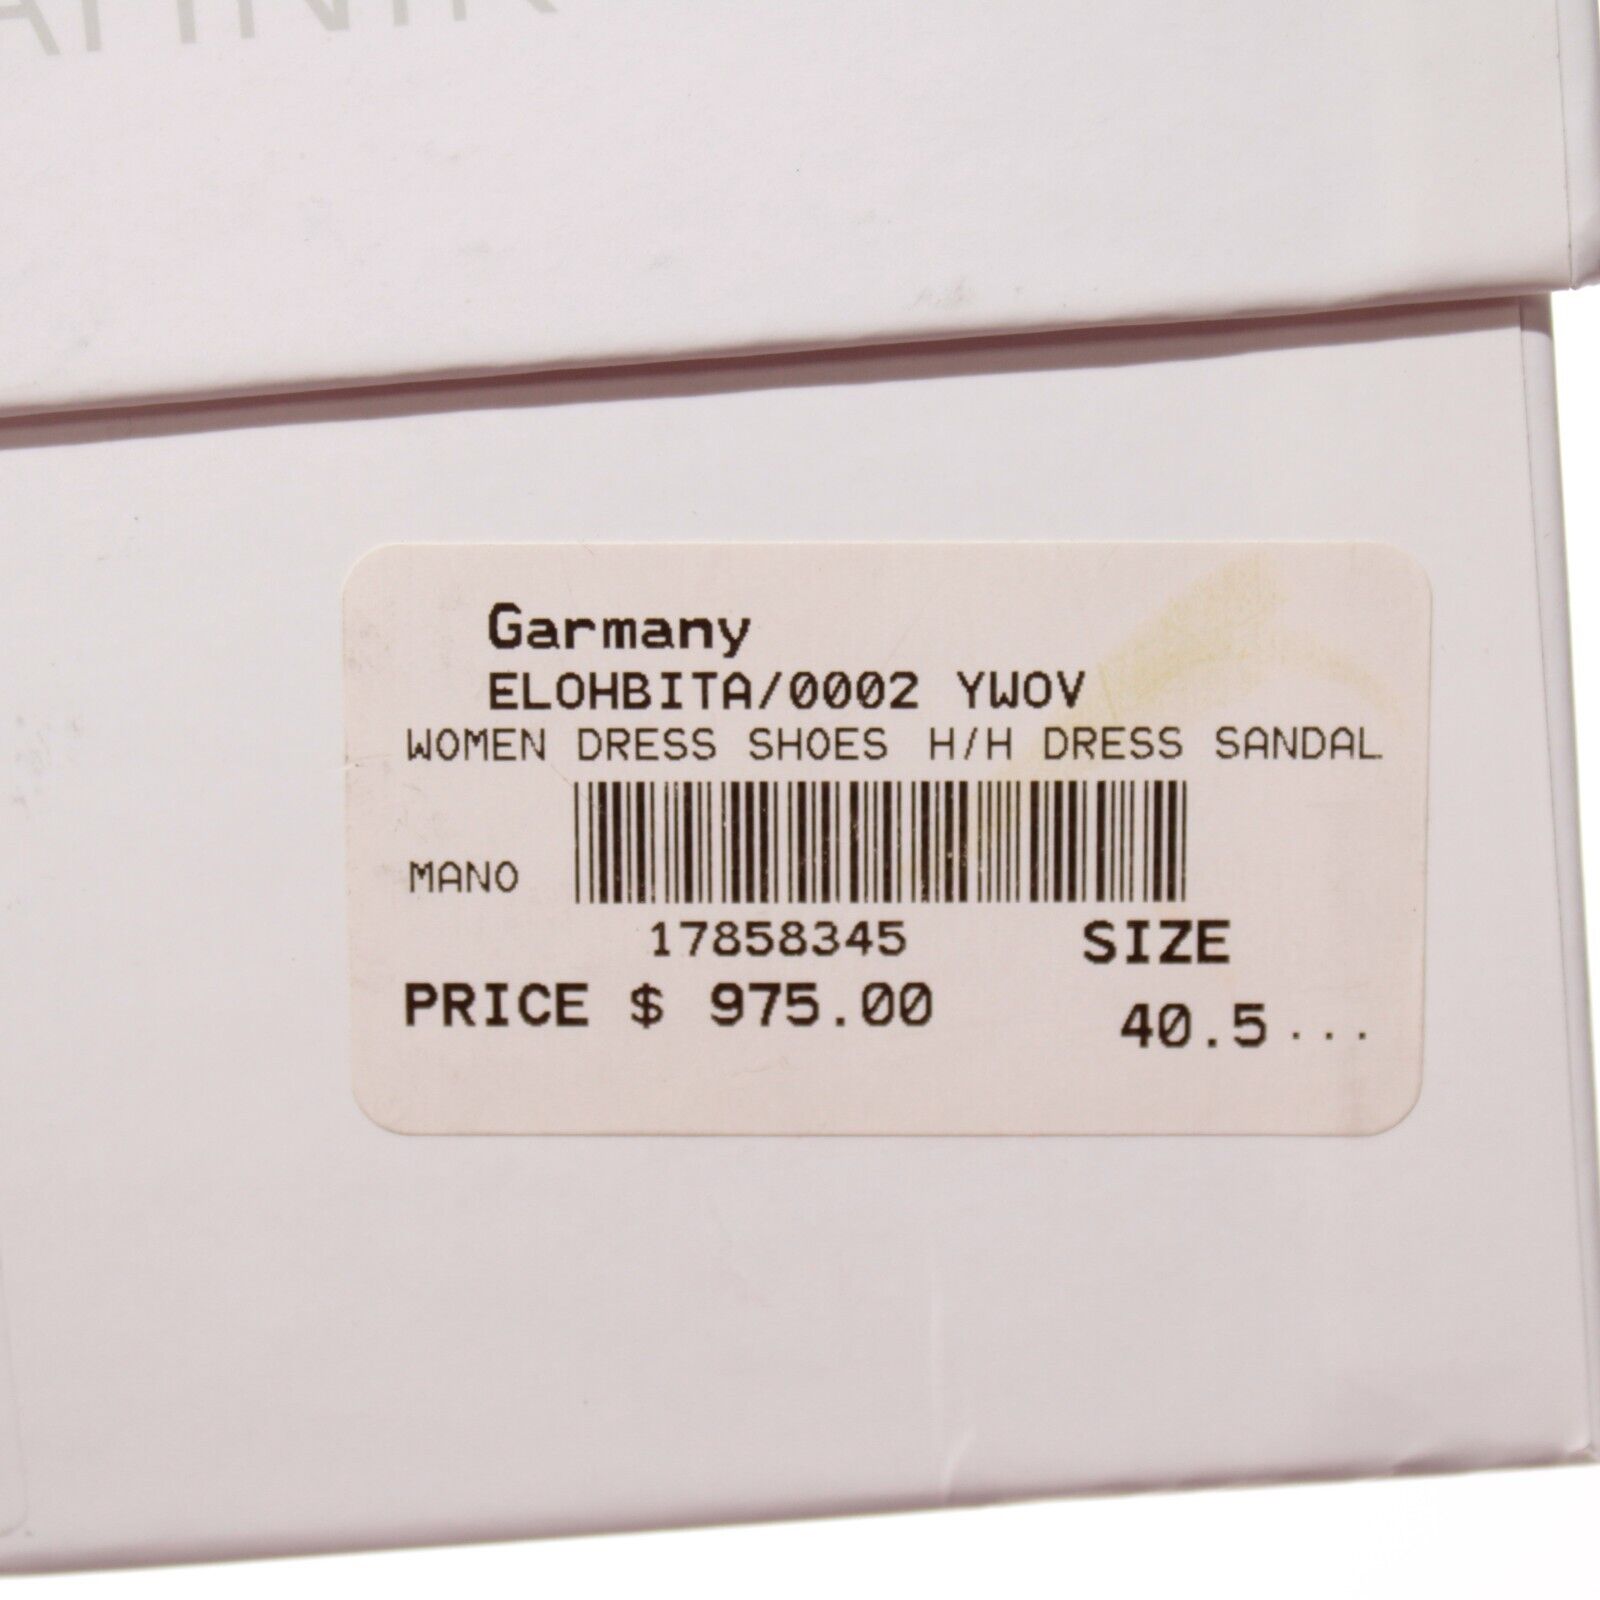 Garmany
ELOHBITA/0002 YWOV
WOMEN DRESS SHOES H/H DRESS SANDAL
MANO
17858345
SIZE
PRICE $ 975.00
40.5...